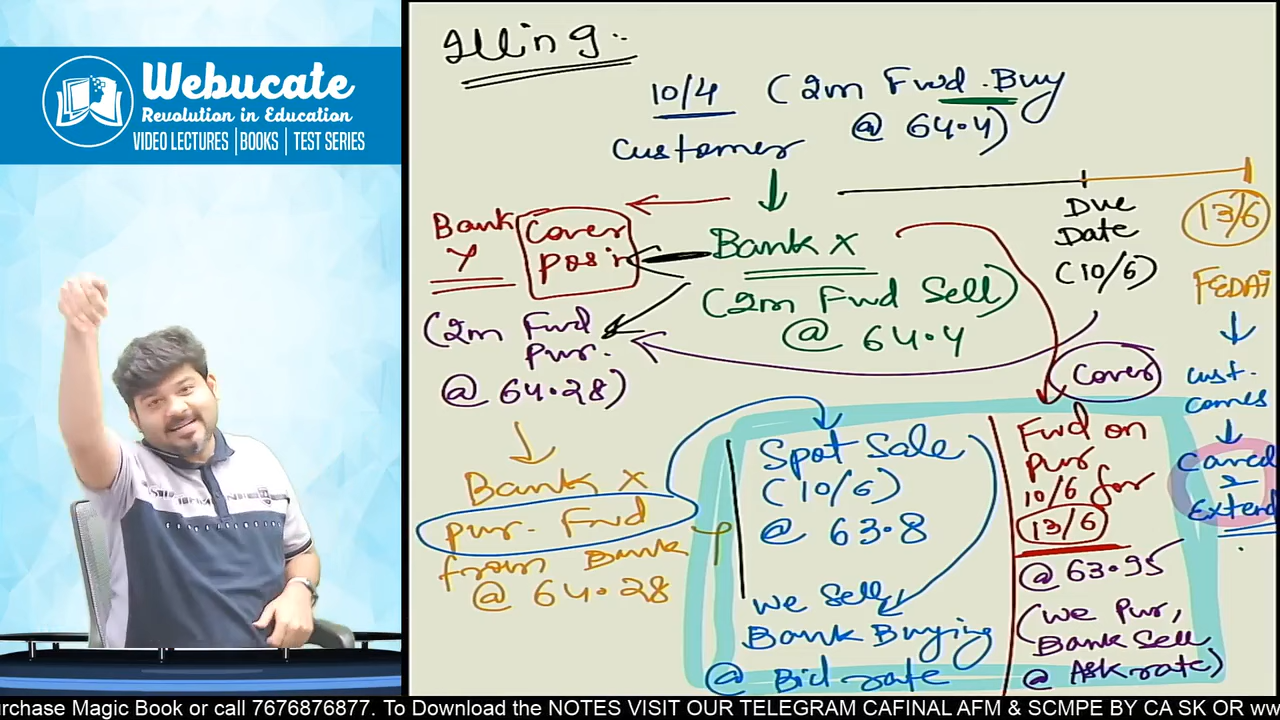 Webucate
Revolution in Education
VIDEO LECTURES | BOOKS | TEST SERIES
10/4 (2m Fwd. Buy
@ 64.4)
Customer
Bank X
(2m Fwd Sell)
@ 64.4
Bank
Y
Cover
posn
(2m Fwd
Pur.
@ 64.28)
Bank X
Pur. Fwd
from Bank Y
@ 64.28
Due
Date
(10/6)
13/6
FEDAI
cust.
comes
Cancel
2
Extend
Cover
Spot Sale
(10/6)
@ 63.8
we Sell,
Bank Buying
@ Bid rate
Fwd on
pur
10/6 for
13/6
@ 63.95
(we Pur,
Bank Sell
@ Ask rate)
rchase Magic Book or call 7676876877. To Download the NOTES VISIT OUR TELEGRAM CAFINAL AFM & SCMPE BY CA SK OR ww